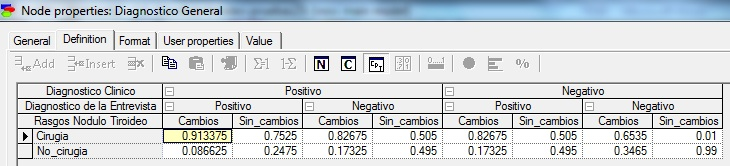 Node properties: Diagnostico General
General Definition Format User properties Value
Add Insert Σ=1 1-Σ N C %
Diagnostico Clinico Positivo Negativo
Diagnostico de la Entrevista Positivo Negativo Positivo Negativo
Rasgos Nodulo Tiroideo Cambios Sin_cambios Cambios Sin_cambios Cambios Sin_cambios Cambios Sin_cambios
Cirugia 0.913375 0.7525 0.82675 0.505 0.82675 0.505 0.6535 0.01
No_cirugia 0.086625 0.2475 0.17325 0.495 0.17325 0.495 0.3465 0.99